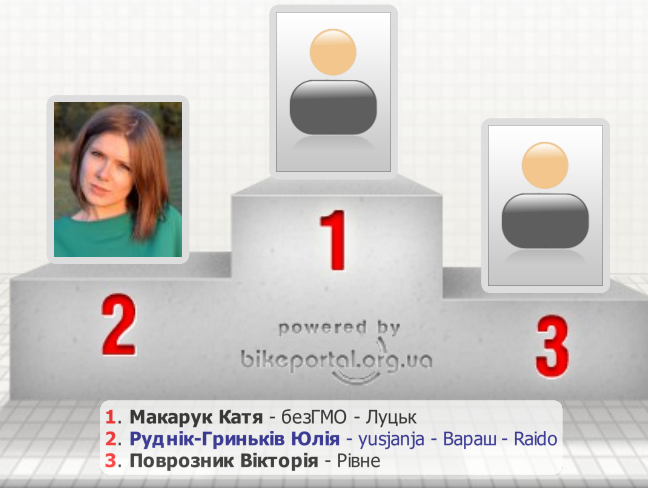 1
2
3
powered by
bikeportal.org.ua
1. Макарук Катя - безГМО - Луцьк
2. Руднік-Гриньків Юлія - yusjanja - Вараш - Raido
3. Поврозник Вікторія - Рівне